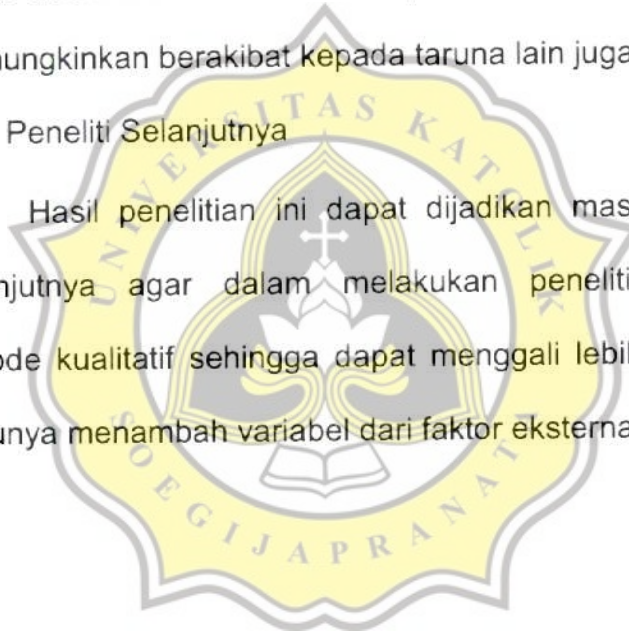 mungkinkan berakibat kepada taruna lain juga
Peneliti Selanjutnya
Hasil penelitian ini dapat dijadikan mas
njutnya agar dalam melakukan peneliti
ode kualitatif sehingga dapat menggali lebil
unya menambah variabel dari faktor eksterna
UNIVERSITAS KATOLIK
SOEGIJAPRANATA